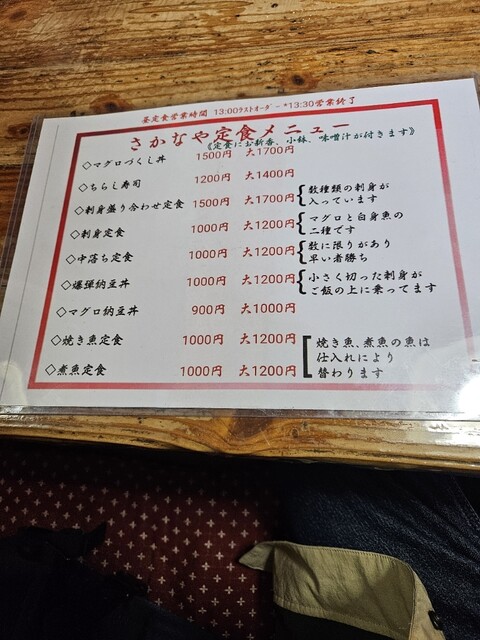 昼定食営業時間 13:00ラストオーダー *13:30営業終了
さかなや定食メニュー
《定食にお新香、小鉢、味噌汁が付きます》
◇マグロづくし丼 1500円 大1700円
◇ちらし寿司 1200円 大1400円
◇刺身盛り合わせ定食 1500円 大1700円 数種類の刺身が
入っています
◇刺身定食 1000円 大1200円 マグロと白身魚の
二種です
◇中落ち定食 1000円 大1200円 数に限りがあり
早い者勝ち
◇爆弾納豆丼 1000円 大1200円 小さく切った刺身が
ご飯の上に乗ってます
◇マグロ納豆丼 900円 大1000円
◇焼き魚定食 1000円 大1200円 焼き魚、煮魚の魚は
仕入れにより
◇煮魚定食 1000円 大1200円 替わります